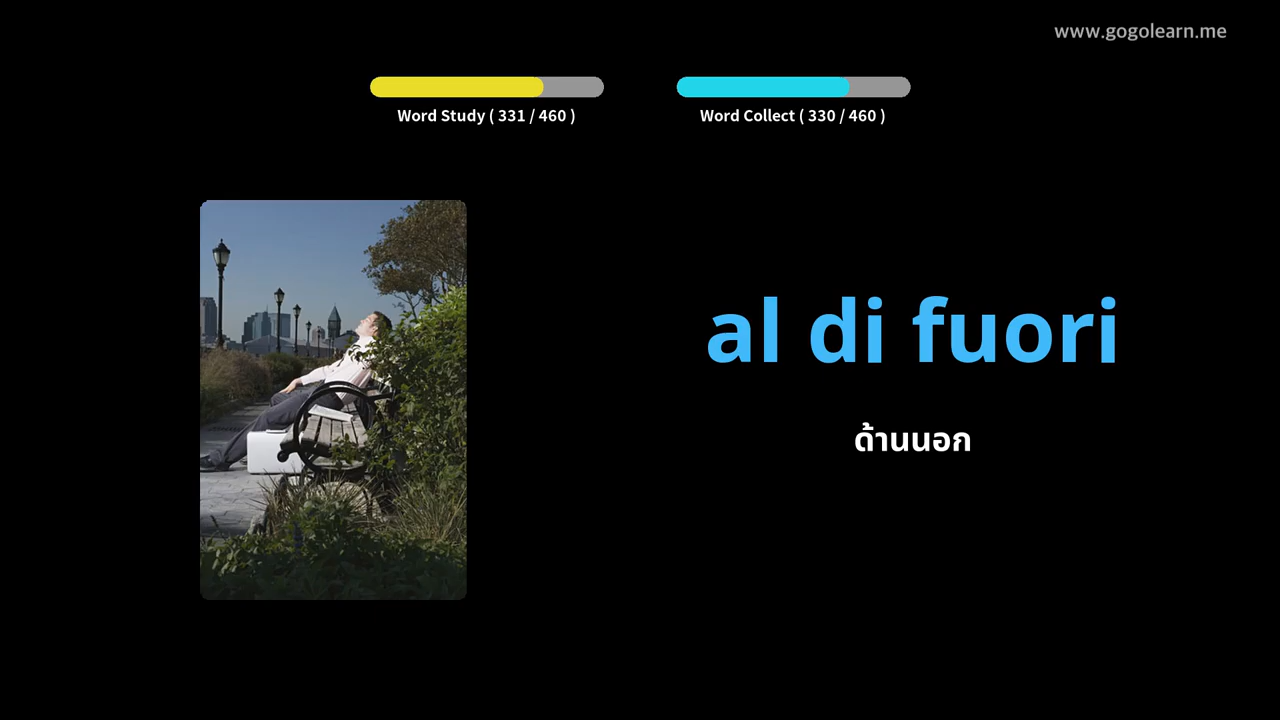 www.gogolearn.me
Word Study ( 331 / 460 )
Word Collect ( 330 / 460 )
al di fuori
ด้านนอก